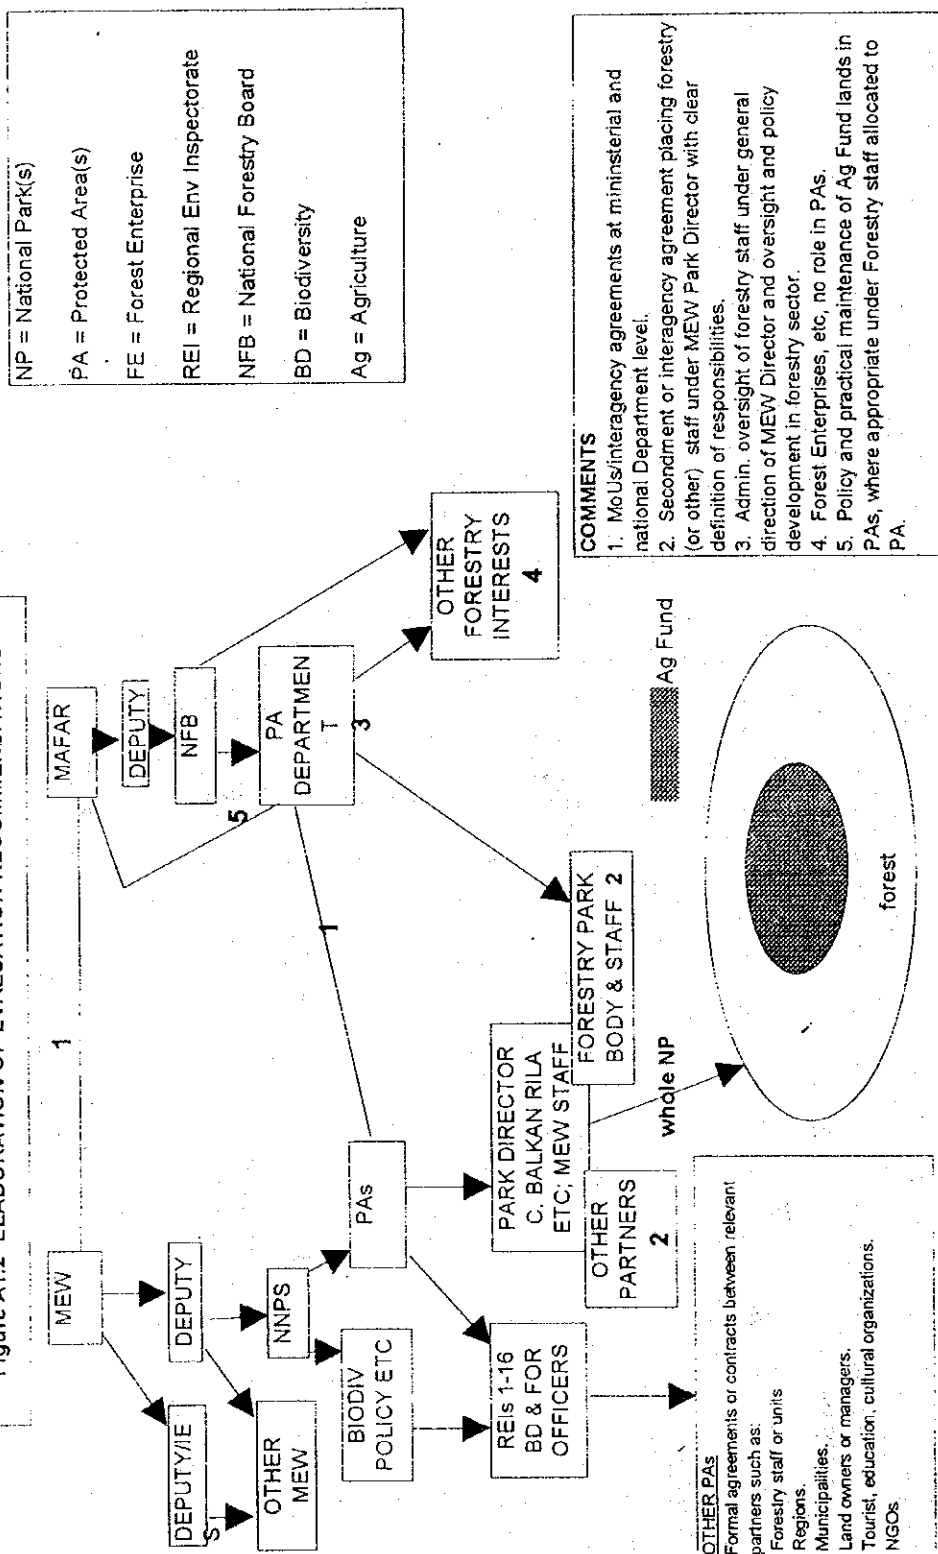 Figure A1.2 ELABORATION OF EVALUATION RECOMMENDATIONS
MEW
1
MAFAR
DEPUTY/IE
S
DEPUTY
DEPUTY
OTHER
MEW
NNPS
NFB
5
BIODIV
POLICY ETC
PAs
1
PA
DEPARTMEN
T
3
REIs 1-16
BD & FOR
OFFICERS
PARK DIRECTOR
C. BALKAN RILA
ETC; MEW STAFF
FORESTRY PARK
BODY & STAFF 2
OTHER
FORESTRY
INTERESTS
4
OTHER
PARTNERS
2
whole NP
Ag Fund
forest
OTHER PAs
Formal agreements or contracts between relevant
partners such as:
Forestry staff or units
Regions.
Municipalities.
Land owners or managers.
Tourist, education, cultural organizations.
NGOs.
NP = National Park(s)
PA = Protected Area(s)
FE = Forest Enterprise
REI = Regional Env Inspectorate
NFB = National Forestry Board
BD = Biodiversity
Ag = Agriculture
COMMENTS
1. MoUs/interagency agreements at mininsterial and
national Department level.
2. Secondment or interagency agreement placing forestry
(or other) staff under MEW Park Director with clear
definition of responsibilities.
3. Admin. oversight of forestry staff under general
direction of MEW Director and oversight and policy
development in forestry sector.
4. Forest Enterprises, etc, no role in PAs.
5. Policy and practical maintenance of Ag Fund lands in
PAs, where appropriate under Forestry staff allocated to
PA.